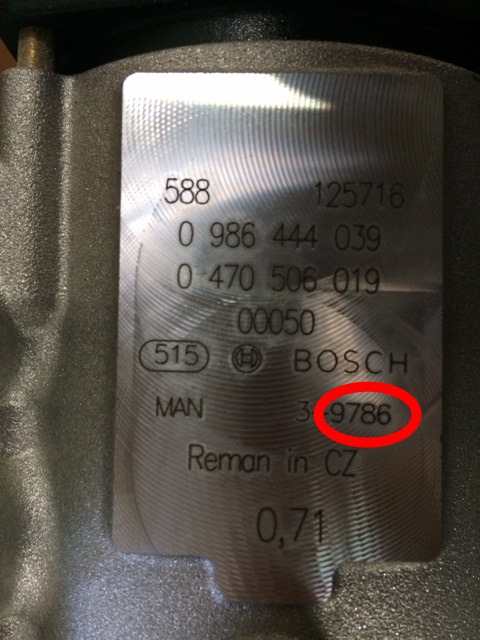 588 125716
0 986 444 039
0 470 506 019
00050
515 BOSCH
MAN 3-9786
Reman in CZ
0,71